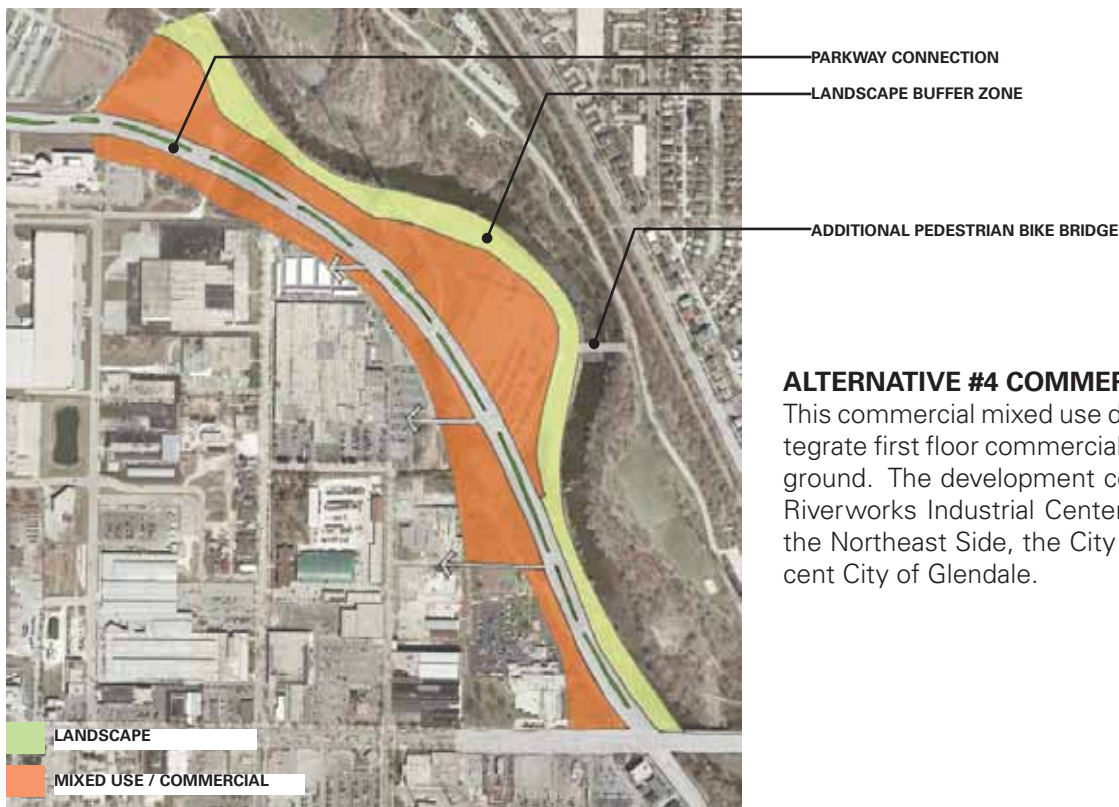 PARKWAY CONNECTION
LANDSCAPE BUFFER ZONE
ADDITIONAL PEDESTRIAN BIKE BRIDGE
ALTERNATIVE #4 COMMER
This commercial mixed use d
tegrate first floor commercial
ground. The development co
Riverworks Industrial Center
the Northeast Side, the City
cent City of Glendale.
LANDSCAPE
MIXED USE / COMMERCIAL